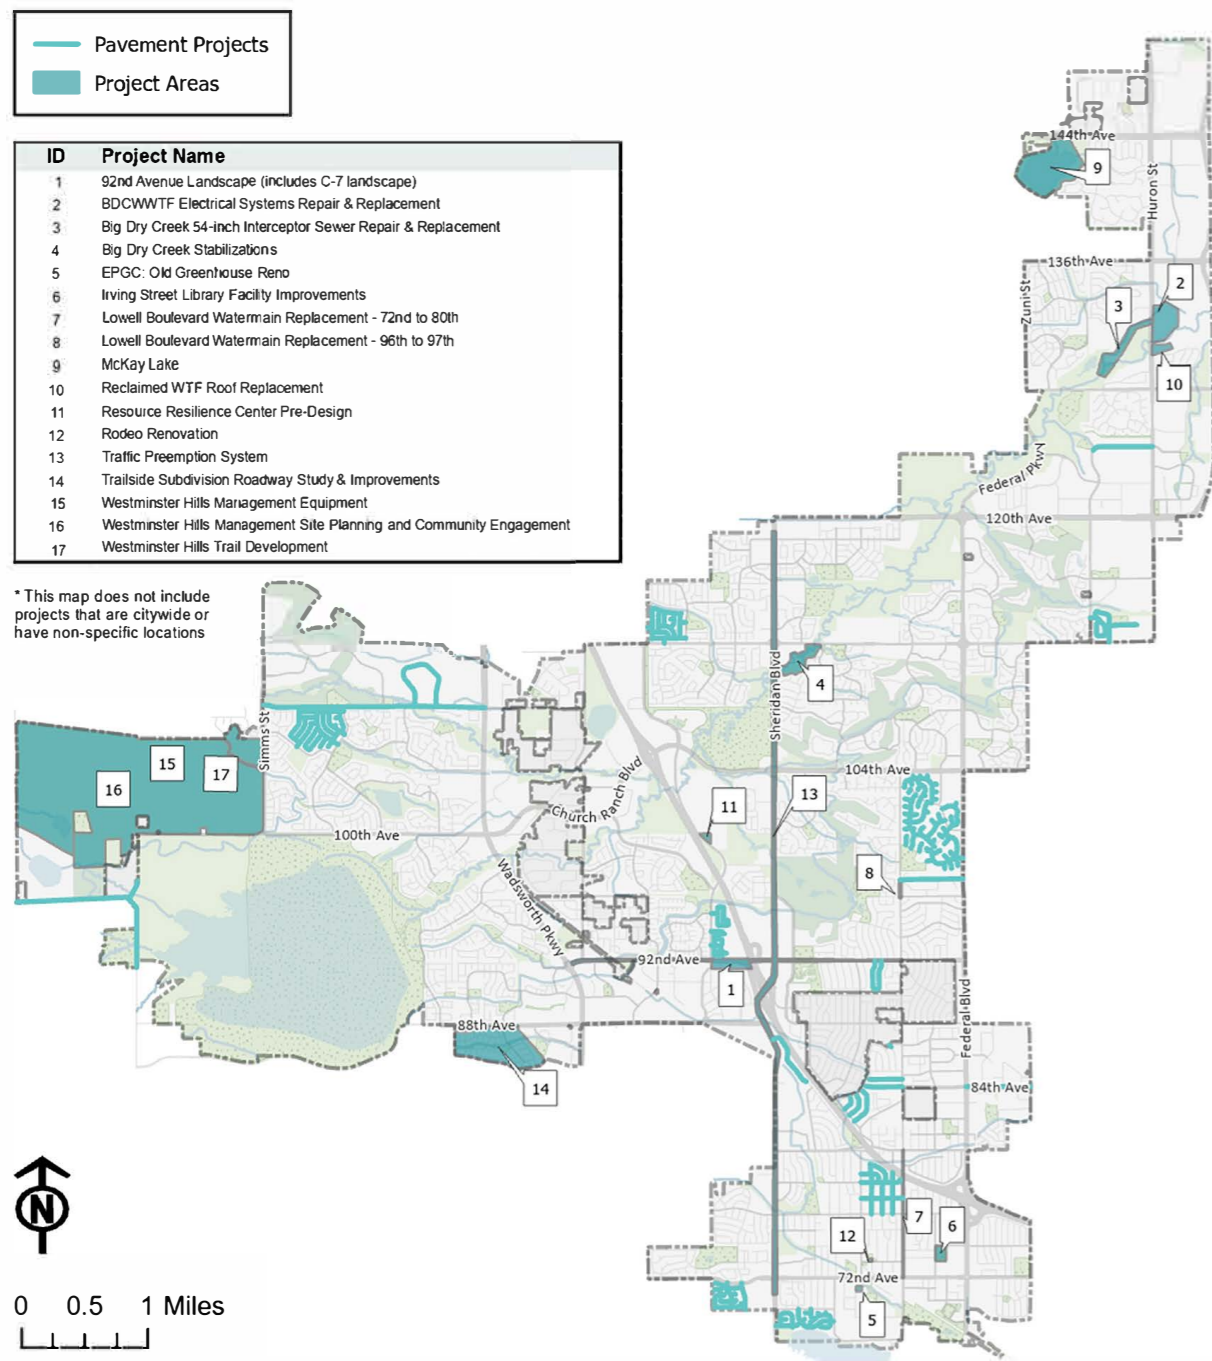 Pavement Projects
Project Areas
ID Project Name
1 92nd Avenue Landscape (includes C-7 landscape)
2 BDCWWTF Electrical Systems Repair & Replacement
3 Big Dry Creek 54-inch Interceptor Sewer Repair & Replacement
4 Big Dry Creek Stabilizations
5 EPGC: Old Greenhouse Reno
6 Irving Street Library Facility Improvements
7 Lowell Boulevard Watermain Replacement - 72nd to 80th
8 Lowell Boulevard Watermain Replacement - 96th to 97th
9 McKay Lake
10 Reclaimed WTF Roof Replacement
11 Resource Resilience Center Pre-Design
12 Rodeo Renovation
13 Traffic Preemption System
14 Trailside Subdivision Roadway Study & Improvements
15 Westminster Hills Management Equipment
16 Westminster Hills Management Site Planning and Community Engagement
17 Westminster Hills Trail Development
* This map does not include
projects that are citywide or
have non-specific locations
144th Ave
9
Huron St
136th Ave
Zuni St
2
3
10
Federal Pkwy
120th Ave
Sheridan Blvd
4
Simms St
15
17
16
104th Ave
Church Ranch Blvd
11
13
100th Ave
Wadsworth Pkwy
8
92nd Ave
1
Federal Blvd
88th Ave
14
84th Ave
7
6
12
72nd Ave
5
N
0 0.5 1 Miles